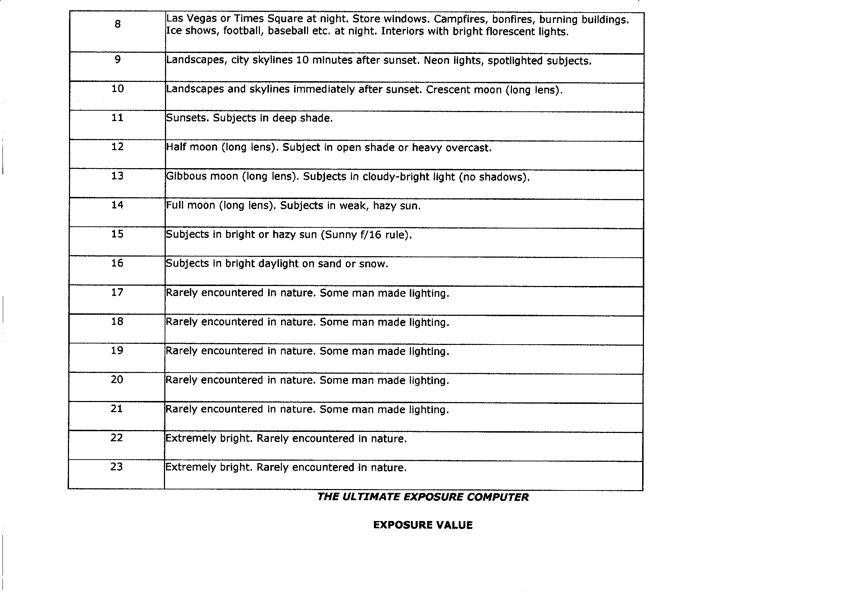 8
Las Vegas or Times Square at night. Store windows. Campfires, bonfires, burning buildings.
Ice shows, football, baseball etc. at night. Interiors with bright florescent lights.
9 Landscapes, city skylines 10 minutes after sunset. Neon lights, spotlighted subjects.
10 Landscapes and skylines immediately after sunset. Crescent moon (long lens).
11 Sunsets. Subjects in deep shade.
12 Half moon (long lens). Subject in open shade or heavy overcast.
13 Gibbous moon (long lens). Subjects in cloudy-bright light (no shadows).
14 Full moon (long lens). Subjects in weak, hazy sun.
15 Subjects in bright or hazy sun (Sunny f/16 rule).
16 Subjects in bright daylight on sand or snow.
17 Rarely encountered in nature. Some man made lighting.
18 Rarely encountered in nature. Some man made lighting.
19 Rarely encountered in nature. Some man made lighting.
20 Rarely encountered in nature. Some man made lighting.
21 Rarely encountered in nature. Some man made lighting.
22 Extremely bright. Rarely encountered in nature.
23 Extremely bright. Rarely encountered in nature.
THE ULTIMATE EXPOSURE COMPUTER
EXPOSURE VALUE